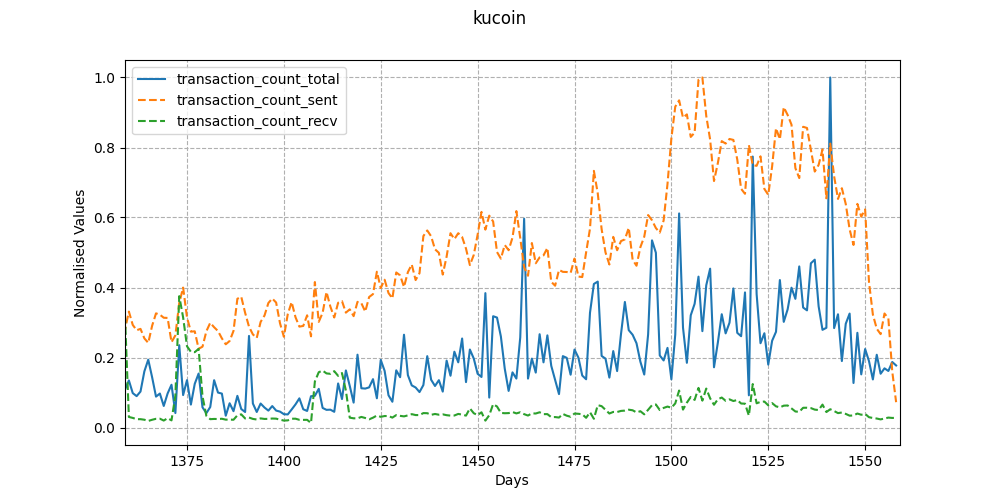 kucoin
transaction_count_total
transaction_count_sent
transaction_count_recv
Normalised Values
1.0
0.8
0.6
0.4
0.2
0.0
1375 1400 1425 1450 1475 1500 1525 1550
Days